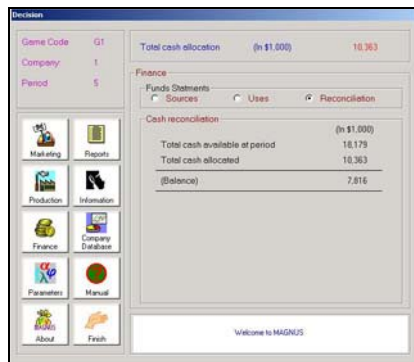 Decision
Game Code G1
Company 1
Period 5
Total cash allocation (In $1,000) 10,363
Finance
Funds Statments
Sources Uses Reconciliation
Cash reconciliation
(In $1,000)
Total cash available at period 18,179
Total cash allocated 10,363
(Balance) 7,816
Marketing Reports
Production Information
Finance Company Database
Parameters Manual
MAGNUS
About Finish
Welcome to MAGNUS